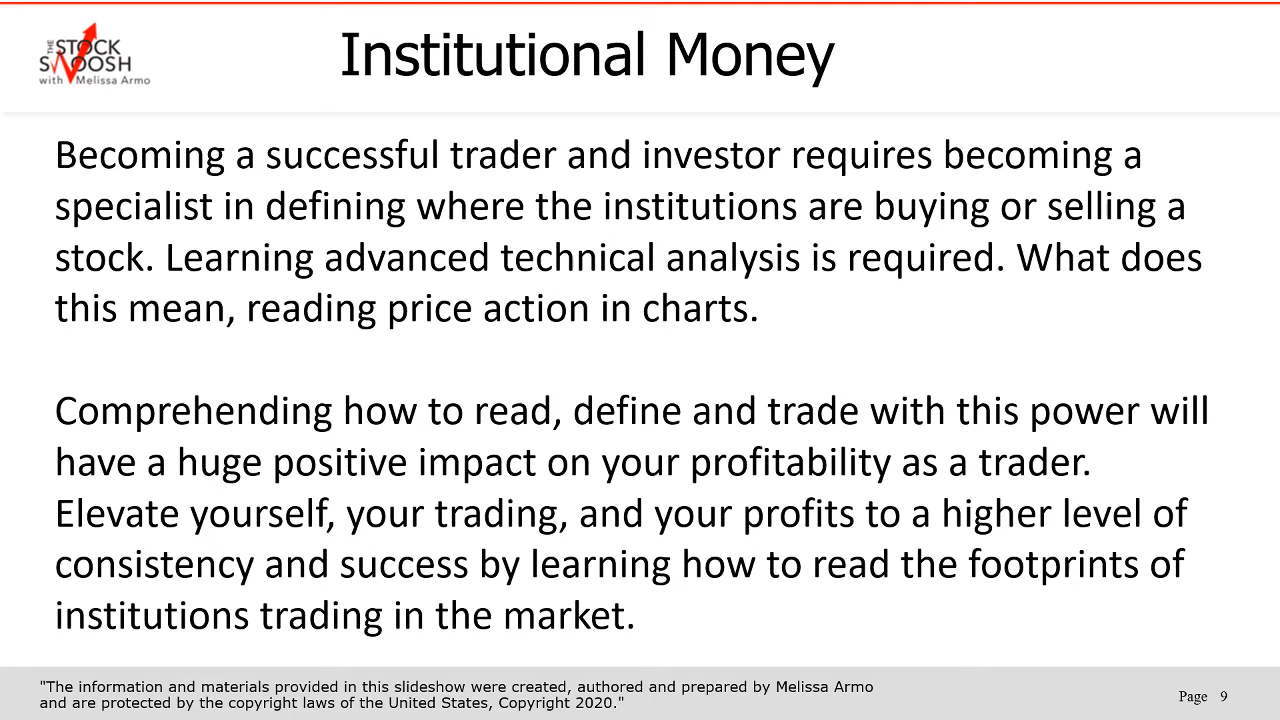 THE STOCK
SWOOSH
with Melissa Armo
Institutional Money
Becoming a successful trader and investor requires becoming a
specialist in defining where the institutions are buying or selling a
stock. Learning advanced technical analysis is required. What does
this mean, reading price action in charts.
Comprehending how to read, define and trade with this power will
have a huge positive impact on your profitability as a trader.
Elevate yourself, your trading, and your profits to a higher level of
consistency and success by learning how to read the footprints of
institutions trading in the market.
"The information and materials provided in this slideshow were created, authored and prepared by Melissa Armo
and are protected by the copyright laws of the United States, Copyright 2020."
Page 9